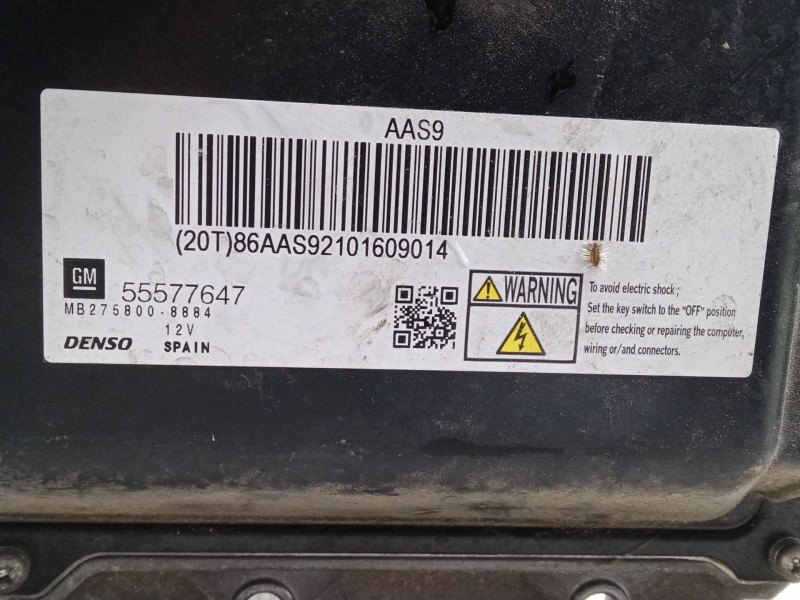 AAS9
(20T)86AAS92101609014
GM
55577647
MB275800-8884
12V
DENSO SPAIN
WARNING
To avoid electric shock ;
Set the key switch to the "OFF" position
before checking or repairing the computer,
wiring or/and connectors.